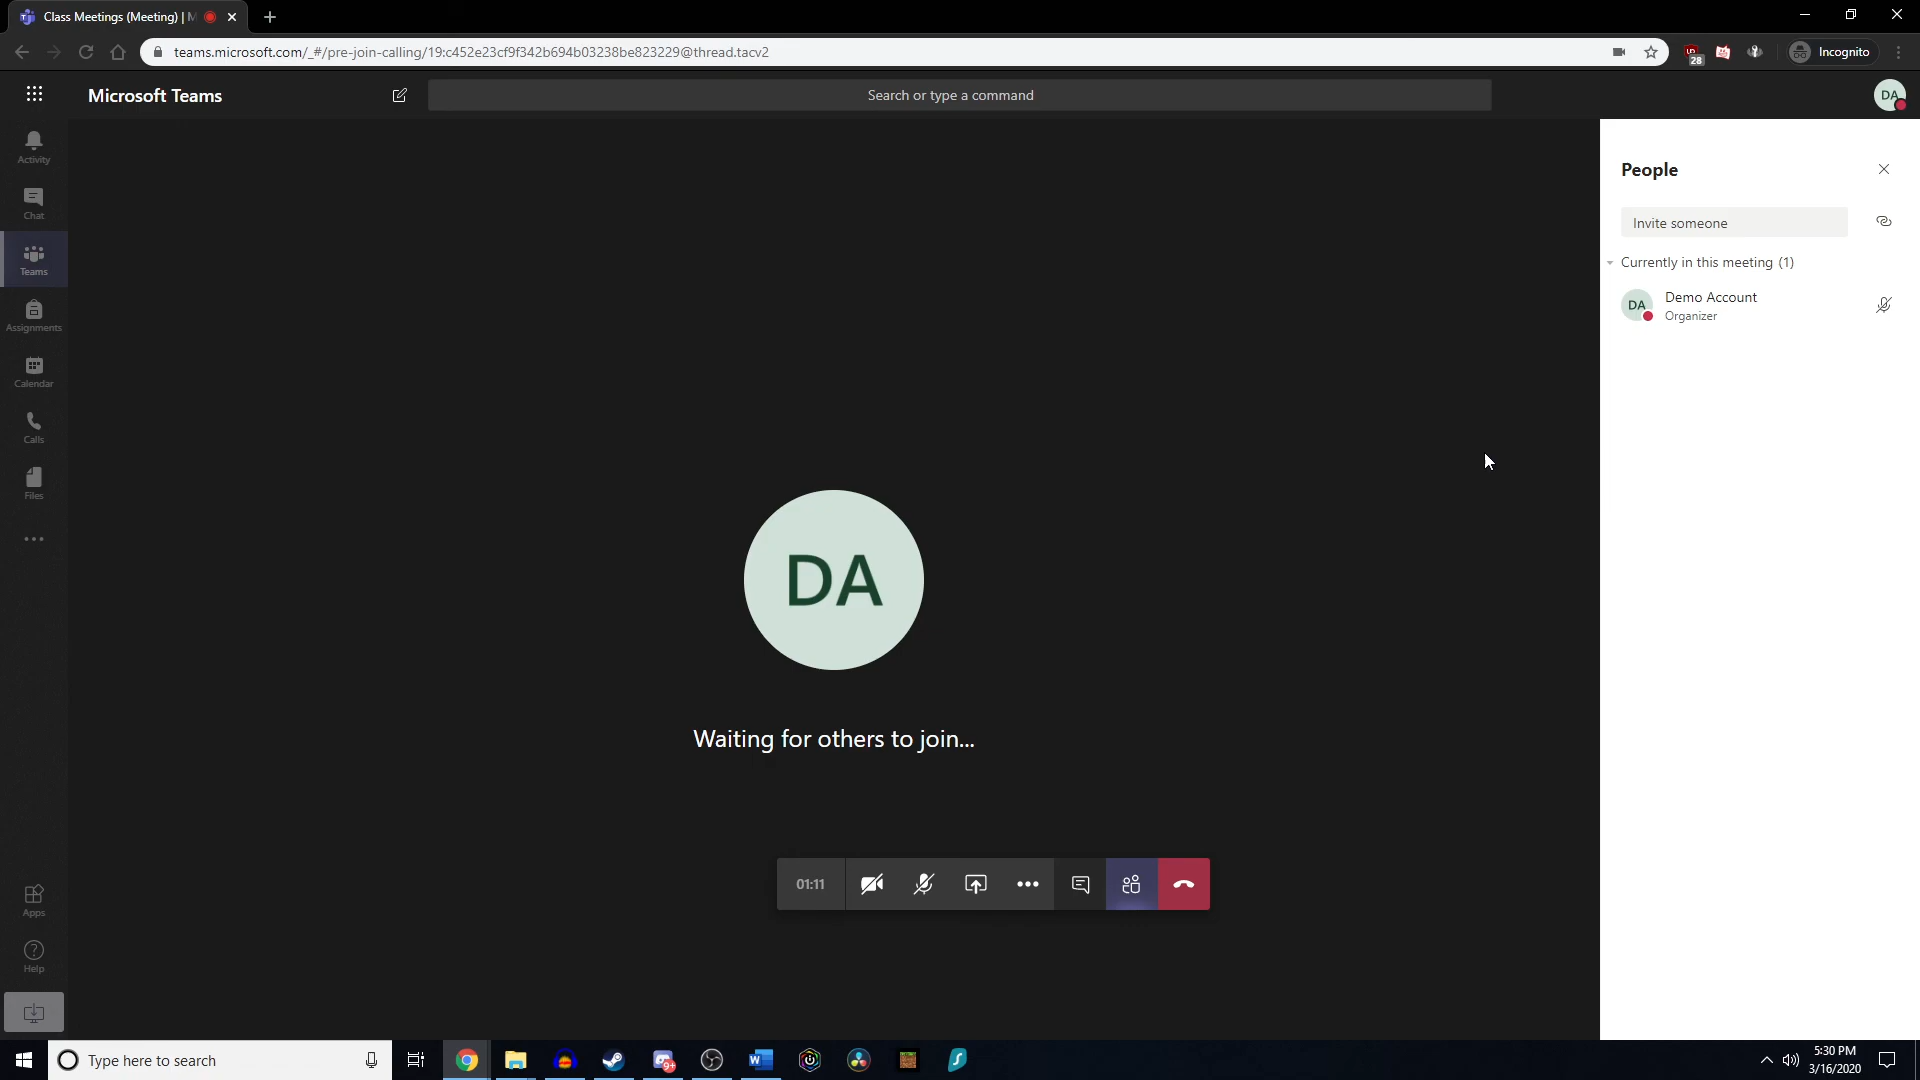 Class Meetings (Meeting) | M
teams.microsoft.com/_#/pre-join-calling/19:c452e23cf9f342b694b03238be823229@thread.tacv2
28
Incognito
Microsoft Teams
Search or type a command
DA
Activity
Chat
Teams
Assignments
Calendar
Calls
Files
Apps
Help
DA
Waiting for others to join...
01:11
People
Invite someone
Currently in this meeting (1)
DA
Demo Account
Organizer
Type here to search
9+
5:30 PM
3/16/2020